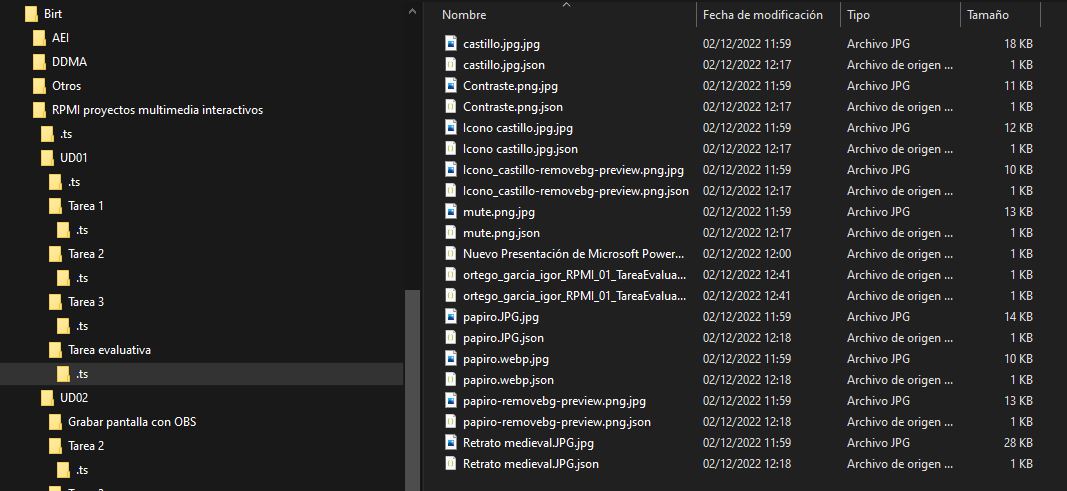 Birt
AEI
DDMA
Otros
RPMI proyectos multimedia interactivos
.ts
UD01
.ts
Tarea 1
.ts
Tarea 2
.ts
Tarea 3
.ts
Tarea evaluativa
.ts
UD02
Grabar pantalla con OBS
Tarea 2
.ts
Nombre Fecha de modificación Tipo Tamaño
castillo.jpg.jpg 02/12/2022 11:59 Archivo JPG 18 KB
castillo.jpg.json 02/12/2022 12:17 Archivo de origen ... 1 KB
Contraste.png.jpg 02/12/2022 11:59 Archivo JPG 11 KB
Contraste.png.json 02/12/2022 12:17 Archivo de origen ... 1 KB
Icono castillo.jpg.jpg 02/12/2022 11:59 Archivo JPG 12 KB
Icono castillo.jpg.json 02/12/2022 12:17 Archivo de origen ... 1 KB
Icono_castillo-removebg-preview.png.jpg 02/12/2022 11:59 Archivo JPG 10 KB
Icono_castillo-removebg-preview.png.json 02/12/2022 12:17 Archivo de origen ... 1 KB
mute.png.jpg 02/12/2022 11:59 Archivo JPG 13 KB
mute.png.json 02/12/2022 12:17 Archivo de origen ... 1 KB
Nuevo Presentación de Microsoft Power... 02/12/2022 12:00 Archivo de origen ... 1 KB
ortego_garcia_igor_RPMI_01_TareaEvalua... 02/12/2022 12:41 Archivo de origen ... 1 KB
ortego_garcia_igor_RPMI_01_TareaEvalua... 02/12/2022 12:41 Archivo de origen ... 1 KB
papiro.JPG.jpg 02/12/2022 11:59 Archivo JPG 14 KB
papiro.JPG.json 02/12/2022 12:18 Archivo de origen ... 1 KB
papiro.webp.jpg 02/12/2022 11:59 Archivo JPG 10 KB
papiro.webp.json 02/12/2022 12:18 Archivo de origen ... 1 KB
papiro-removebg-preview.png.jpg 02/12/2022 11:59 Archivo JPG 13 KB
papiro-removebg-preview.png.json 02/12/2022 12:18 Archivo de origen ... 1 KB
Retrato medieval.JPG.jpg 02/12/2022 11:59 Archivo JPG 28 KB
Retrato medieval.JPG.json 02/12/2022 12:18 Archivo de origen ... 1 KB